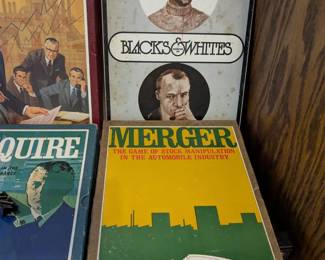 BLACKS & WHITES
QUIRE
MERGER
THE GAME OF STOCK MANIPULATION
IN THE AUTOMOBILE INDUSTRY